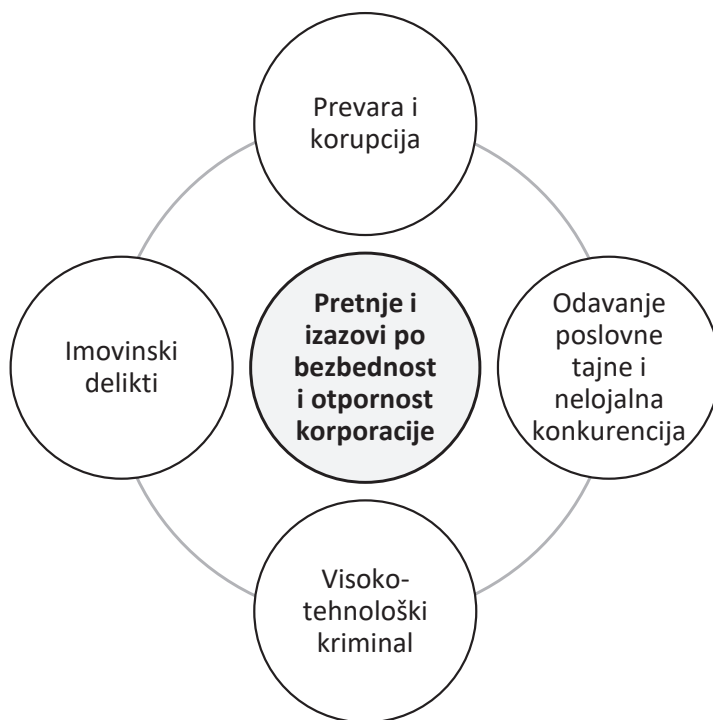 Prevara i
korupcija
Pretnje i
izazovi po
bezbednost
i otpornost
korporacije
Odavanje
poslovne
tajne i
nelojalna
konkurencija
Imovinski
delikti
Visoko-
tehnološki
kriminal